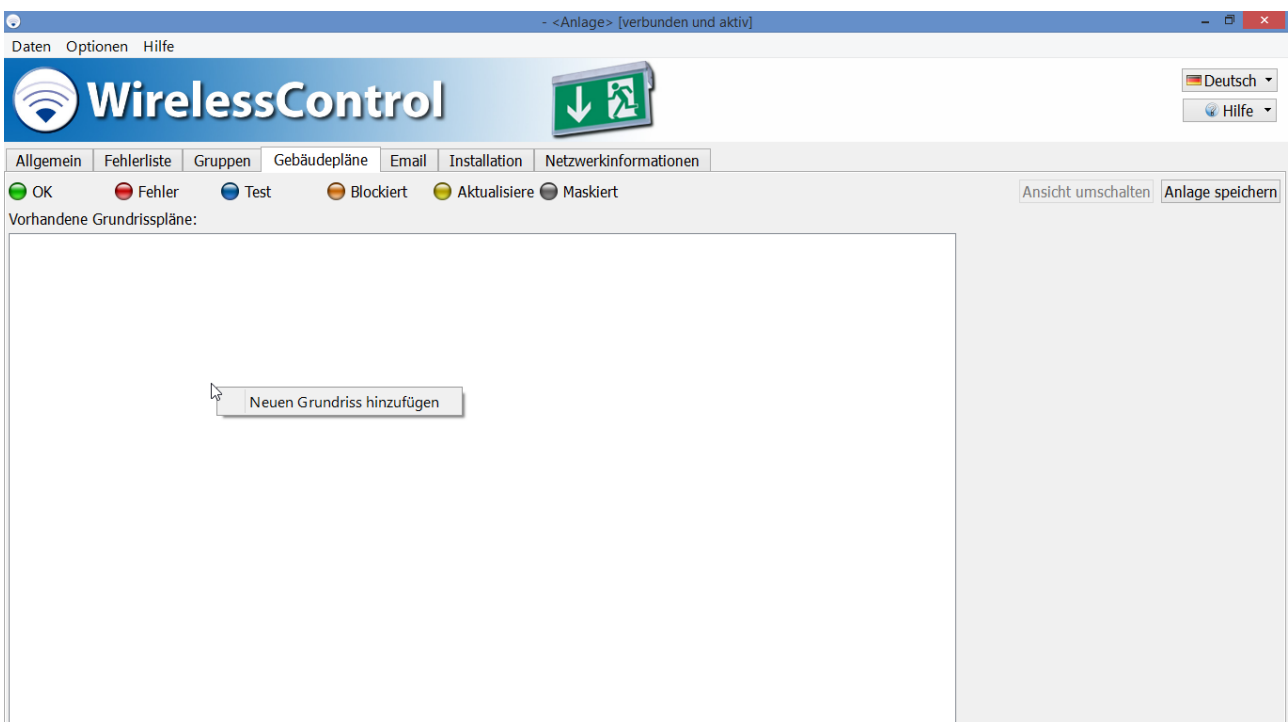 - <Anlage> [verbunden und aktiv]
Daten Optionen Hilfe
WirelessControl
Deutsch
Hilfe
Allgemein Fehlerliste Gruppen Gebäudepläne Email Installation Netzwerkinformationen
OK Fehler Test Blockiert Aktualisiere Maskiert Ansicht umschalten Anlage speichern
Vorhandene Grundrisspläne:
Neuen Grundriss hinzufügen